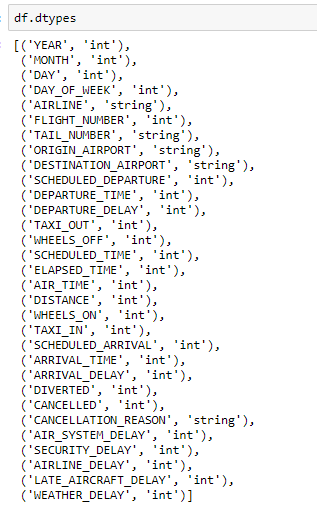 df.dtypes
[('YEAR', 'int'),
('MONTH', 'int'),
('DAY', 'int'),
('DAY_OF_WEEK', 'int'),
('AIRLINE', 'string'),
('FLIGHT_NUMBER', 'int'),
('TAIL_NUMBER', 'string'),
('ORIGIN_AIRPORT', 'string'),
('DESTINATION_AIRPORT', 'string'),
('SCHEDULED_DEPARTURE', 'int'),
('DEPARTURE_TIME', 'int'),
('DEPARTURE_DELAY', 'int'),
('TAXI_OUT', 'int'),
('WHEELS_OFF', 'int'),
('SCHEDULED_TIME', 'int'),
('ELAPSED_TIME', 'int'),
('AIR_TIME', 'int'),
('DISTANCE', 'int'),
('WHEELS_ON', 'int'),
('TAXI_IN', 'int'),
('SCHEDULED_ARRIVAL', 'int'),
('ARRIVAL_TIME', 'int'),
('ARRIVAL_DELAY', 'int'),
('DIVERTED', 'int'),
('CANCELLED', 'int'),
('CANCELLATION_REASON', 'string'),
('AIR_SYSTEM_DELAY', 'int'),
('SECURITY_DELAY', 'int'),
('AIRLINE_DELAY', 'int'),
('LATE_AIRCRAFT_DELAY', 'int'),
('WEATHER_DELAY', 'int')]